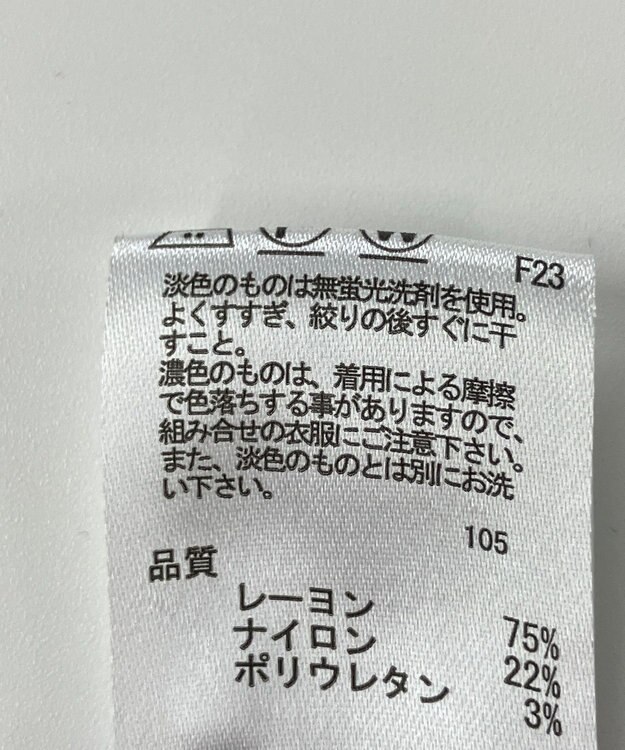 F23
淡色のものは無蛍光洗剤を使用。
よくすすぎ、絞りの後すぐに干
すこと。
濃色のものは、着用による摩擦
で色落ちする事がありますので、
組み合せの衣服にご注意下さい。
また、淡色のものとは別にお洗
い下さい。
105
品質
レーヨン 75%
ナイロン 22%
ポリウレタン 3%